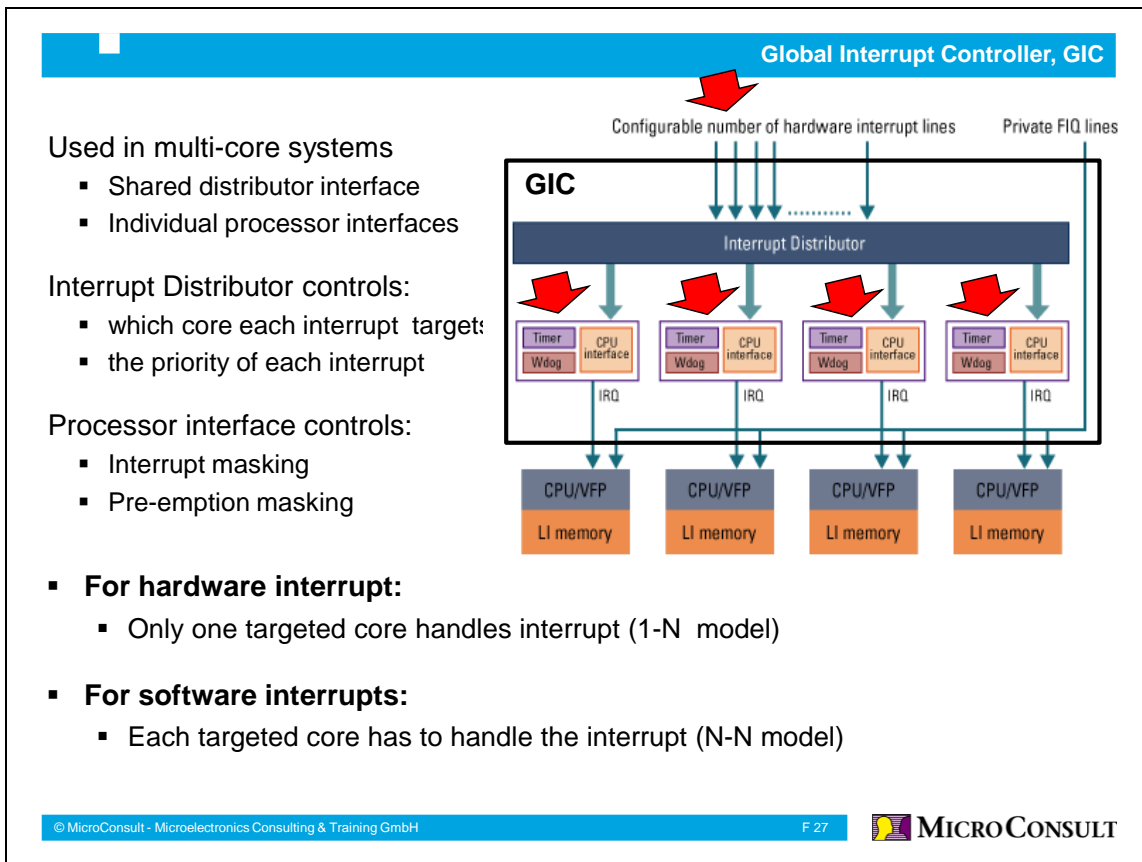 Global Interrupt Controller, GIC
Used in multi-core systems
▪ Shared distributor interface
▪ Individual processor interfaces
Interrupt Distributor controls:
▪ which core each interrupt targets
▪ the priority of each interrupt
Processor interface controls:
▪ Interrupt masking
▪ Pre-emption masking
Configurable number of hardware interrupt lines
Private FIQ lines
GIC
Interrupt Distributor
Timer
Wdog
CPU
interface
Timer
Wdog
CPU
interface
Timer
Wdog
CPU
interface
Timer
Wdog
CPU
interface
IRQ
IRQ
IRQ
IRQ
CPU/VFP
CPU/VFP
CPU/VFP
CPU/VFP
LI memory
LI memory
LI memory
LI memory
▪ For hardware interrupt:
▪ Only one targeted core handles interrupt (1-N model)
▪ For software interrupts:
▪ Each targeted core has to handle the interrupt (N-N model)
© MicroConsult - Microelectronics Consulting & Training GmbH
F 27
MICROCONSULT